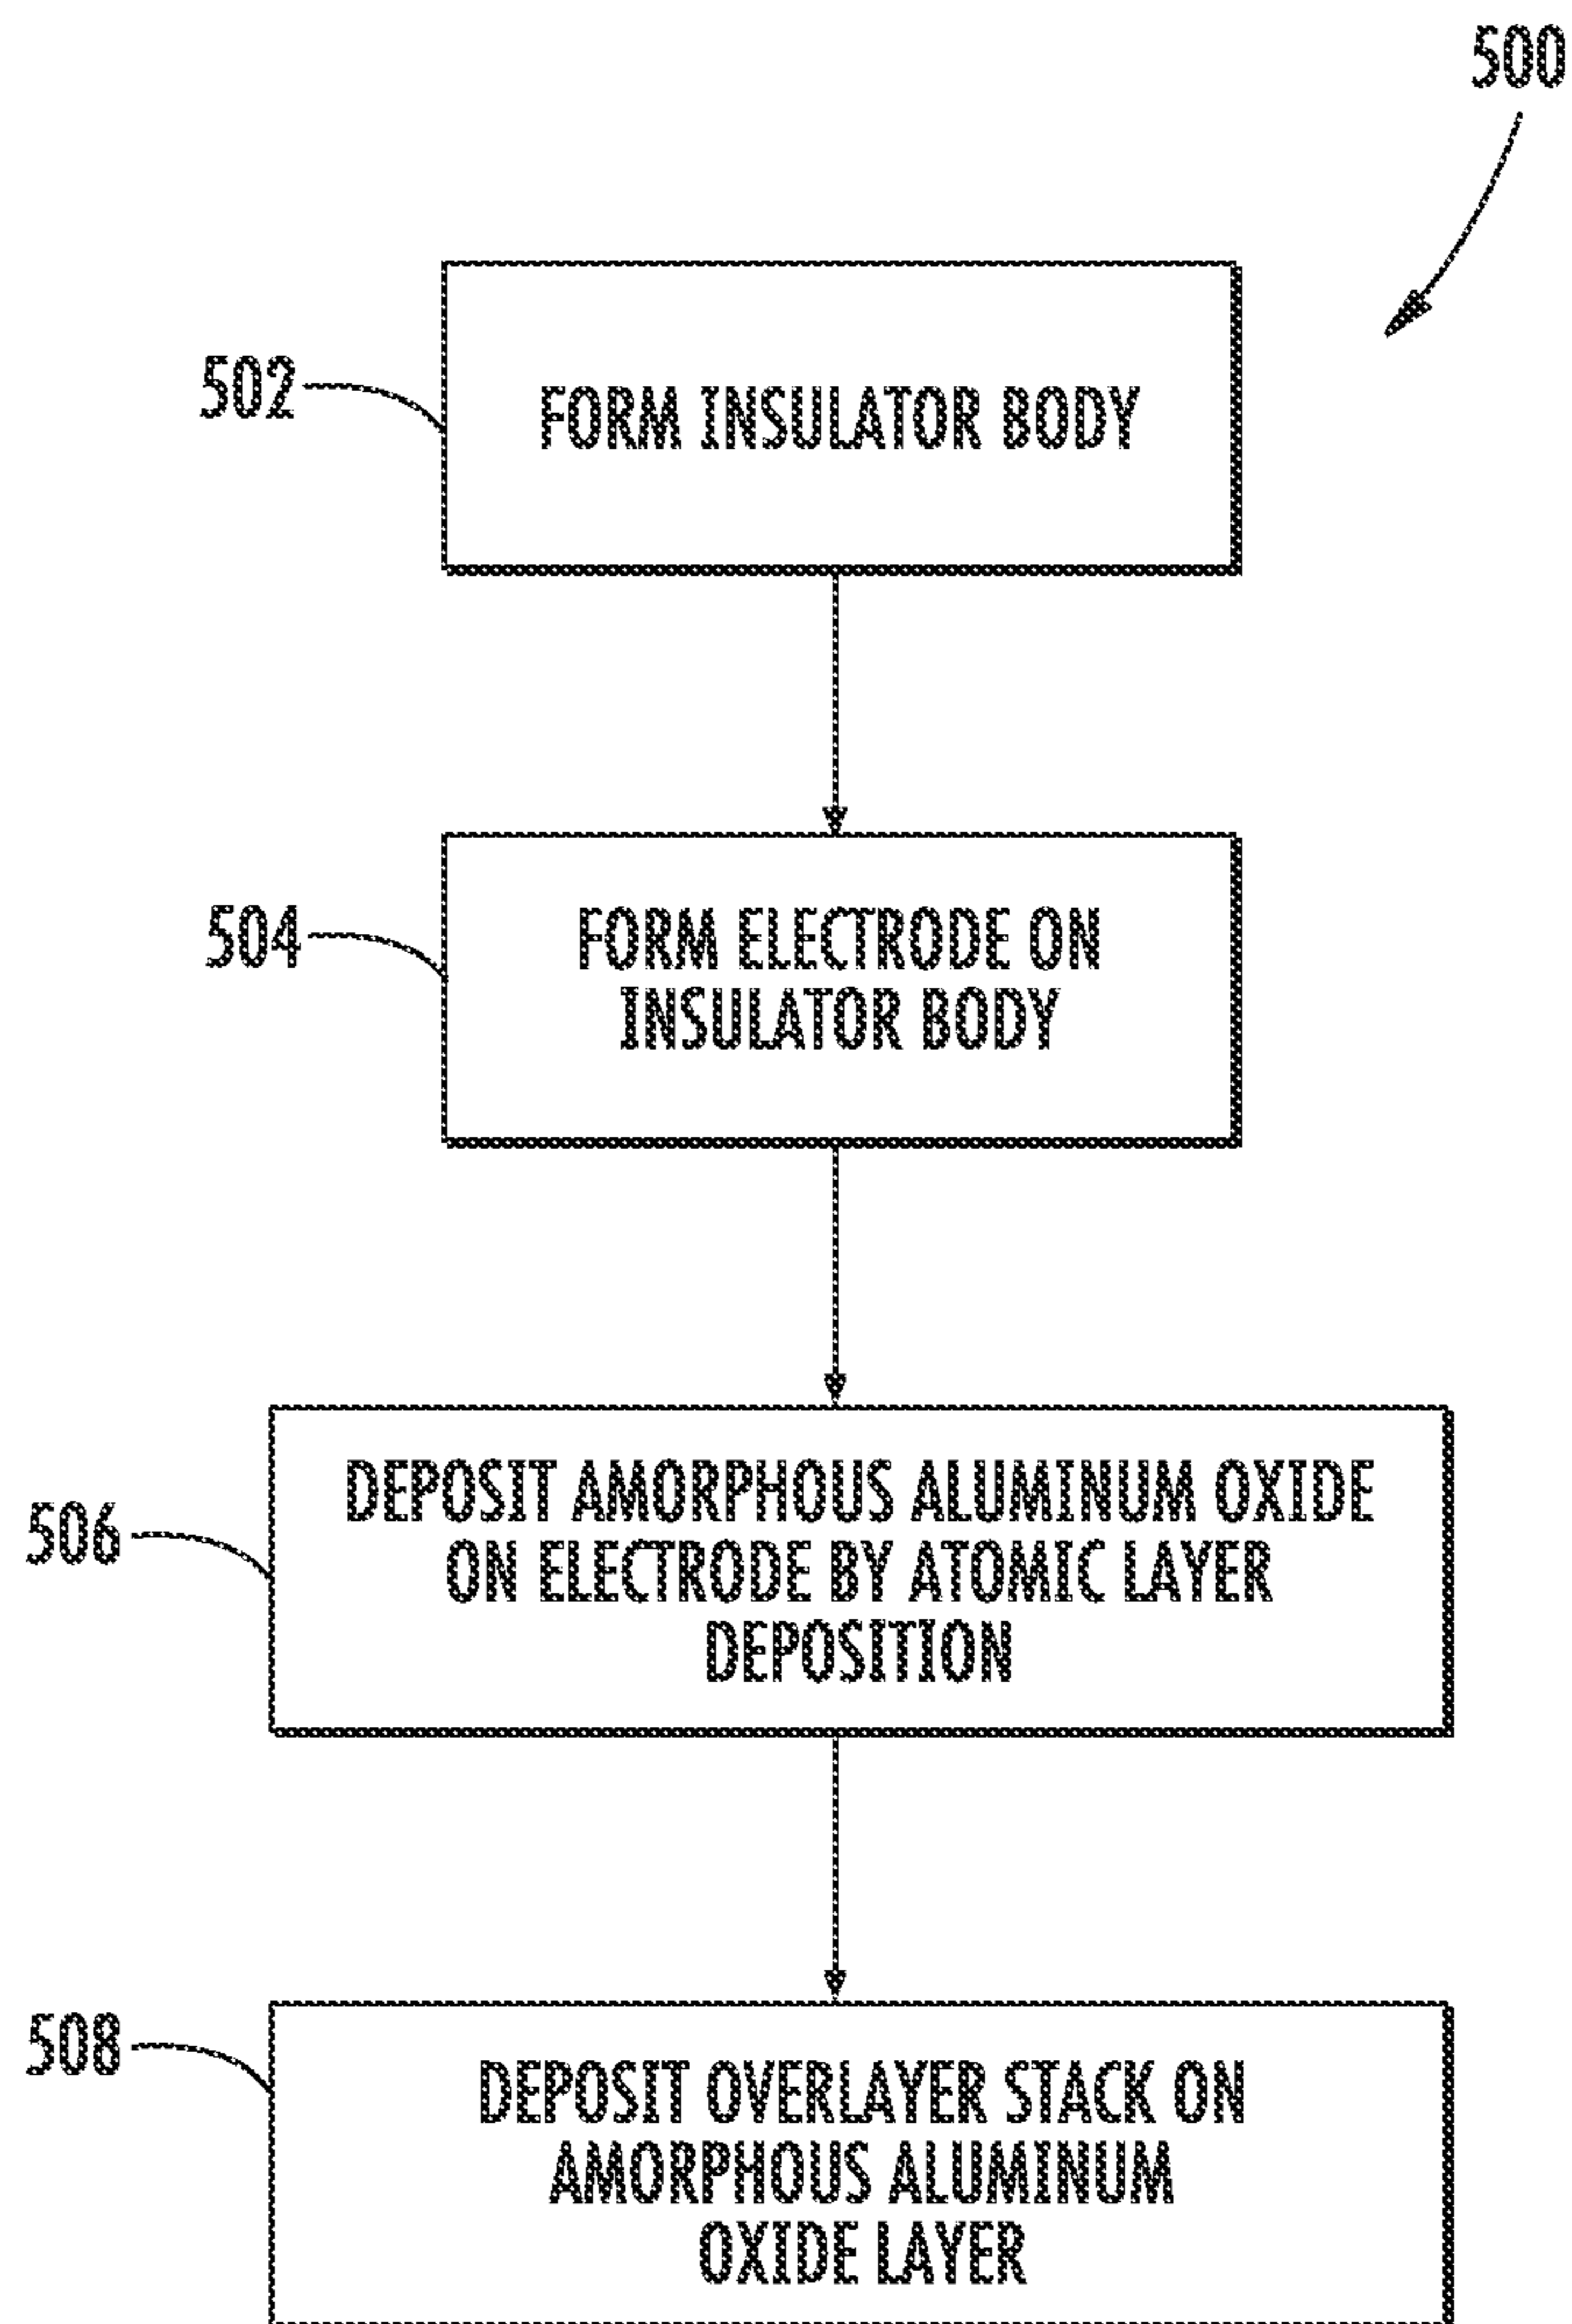 500
502
FORM INSULATOR BODY
504
FORM ELECTRODE ON
INSULATOR BODY
506
DEPOSIT AMORPHOUS ALUMINUM OXIDE
ON ELECTRODE BY ATOMIC LAYER
DEPOSITION
508
DEPOSIT OVERLAYER STACK ON
AMORPHOUS ALUMINUM
OXIDE LAYER